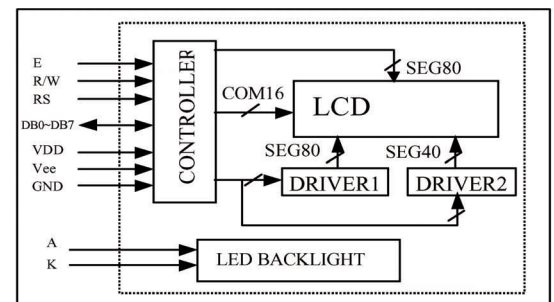 E
R/W
RS
DB0~DB7
VDD
Vee
GND
CONTROLLER
SEG80
COM16
LCD
SEG80
SEG40
DRIVER1
DRIVER2
A
K
LED BACKLIGHT